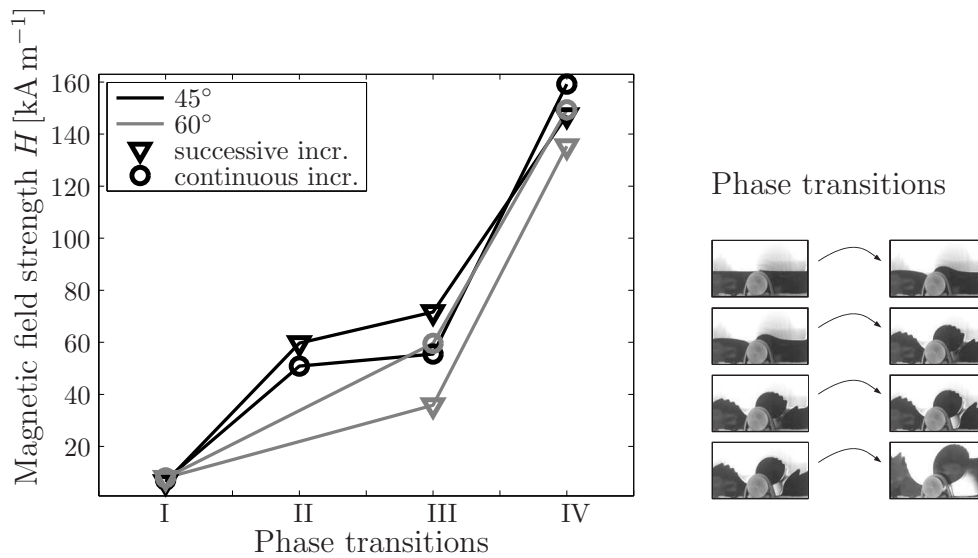 Magnetic field strength H [kA m⁻¹]
160
140
120
100
80
60
40
20
45°
60°
successive incr.
continuous incr.
I
II
III
IV
Phase transitions
Phase transitions